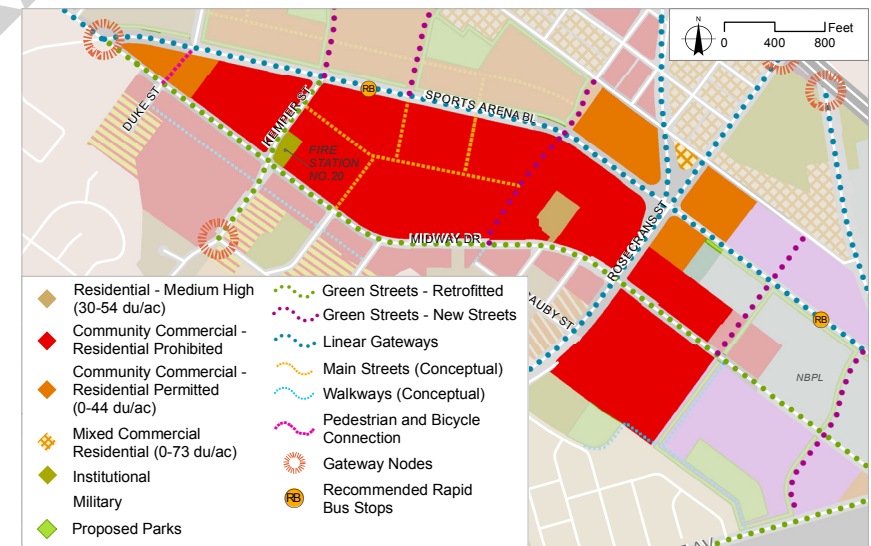 N
Feet
0 400 800
RB
SPORTS ARENA BL
DUKE ST
KEMPER ST
FIRE
STATION
NO.20
MIDWAY DR
ROSECRANS ST
RB
NBPL
Residential - Medium High
(30-54 du/ac)
Community Commercial -
Residential Prohibited
Community Commercial -
Residential Permitted
(0-44 du/ac)
Mixed Commercial
Residential (0-73 du/ac)
Institutional
Military
Proposed Parks
Green Streets - Retrofitted
Green Streets - New Streets
Linear Gateways
Main Streets (Conceptual)
Walkways (Conceptual)
Pedestrian and Bicycle
Connection
Gateway Nodes
RB
Recommended Rapid
Bus Stops